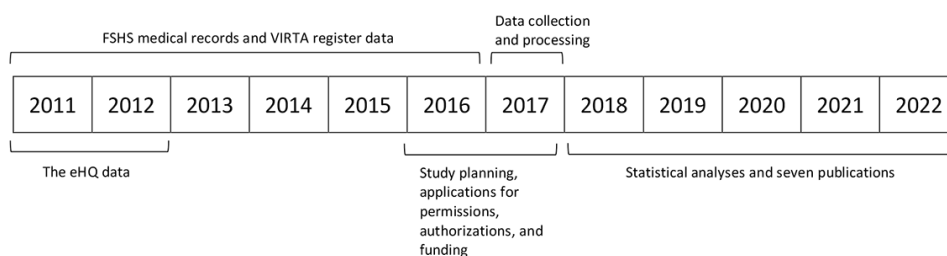 Data collection
and processing
FSHS medical records and VIRTA register data
2011 2012 2013 2014 2015 2016 2017 2018 2019 2020 2021 2022
The eHQ data
Study planning,
applications for
permissions,
authorizations, and
funding
Statistical analyses and seven publications